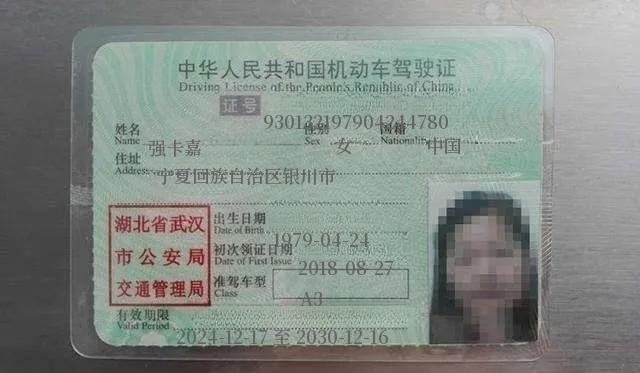 中华人民共和国机动车驾驶证
Driving License of the People's Republic of China
证号 930132197904244780
姓名 强卡嘉 性别 女 国籍 中国
Name Sex Nationality
住址 宁夏回族自治区银川市
Address
出生日期 1979-04-24
Date of Birth
初次领证日期 2018-08-27
Date of First Issue
准驾车型 A3
Class
湖北省武汉
市公安局
交通管理局
有效期限 2024-12-17 至 2030-12-16
Valid Period